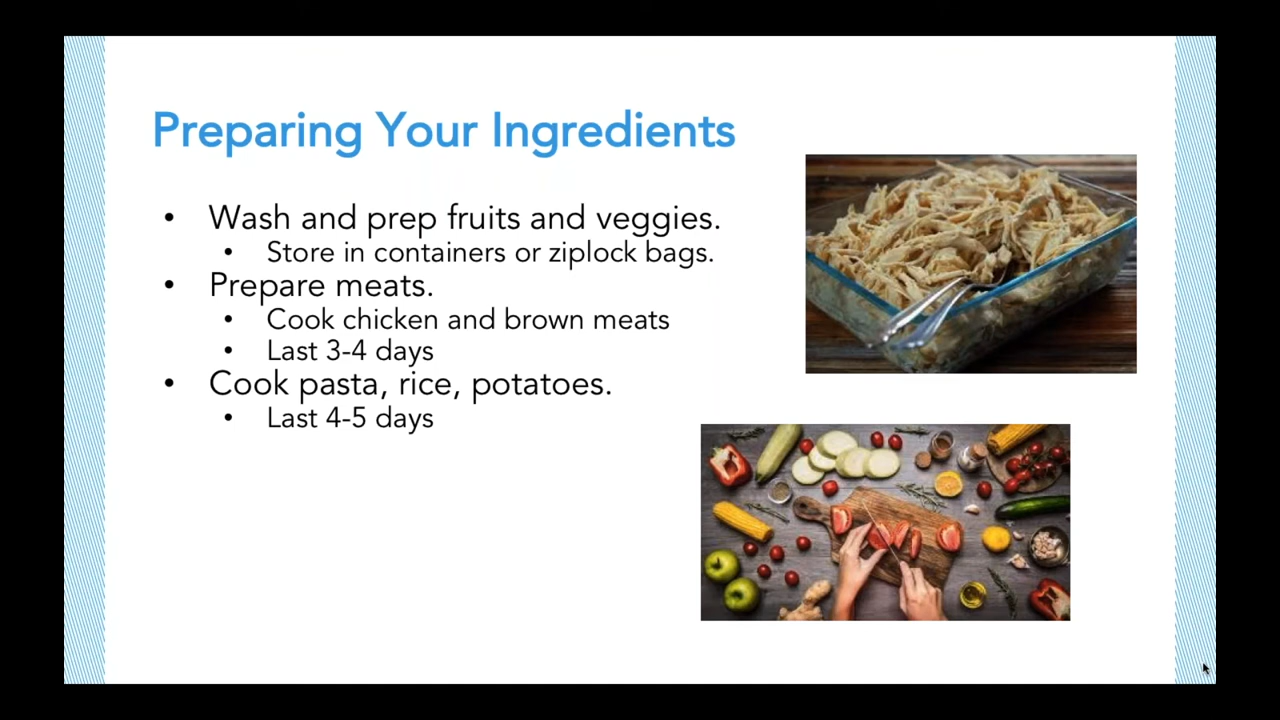 Preparing Your Ingredients
• Wash and prep fruits and veggies.
• Store in containers or ziplock bags.
• Prepare meats.
• Cook chicken and brown meats
• Last 3-4 days
• Cook pasta, rice, potatoes.
• Last 4-5 days